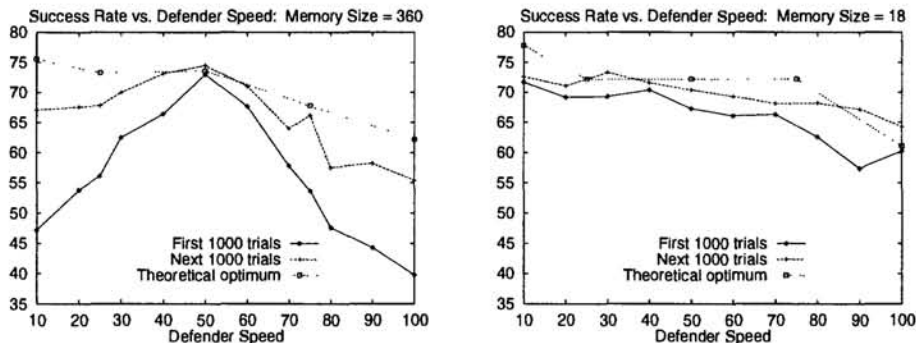 Success Rate vs. Defender Speed: Memory Size = 360
80
75
70
65
60
55
50
45
40
35
First 1000 trials
Next 1000 trials
Theoretical optimum
10 20 30 40 50 60 70 80 90 100
Defender Speed
Success Rate vs. Defender Speed: Memory Size = 18
80
75
70
65
60
55
50
45
40
35
First 1000 trials
Next 1000 trials
Theoretical optimum
10 20 30 40 50 60 70 80 90 100
Defender Speed